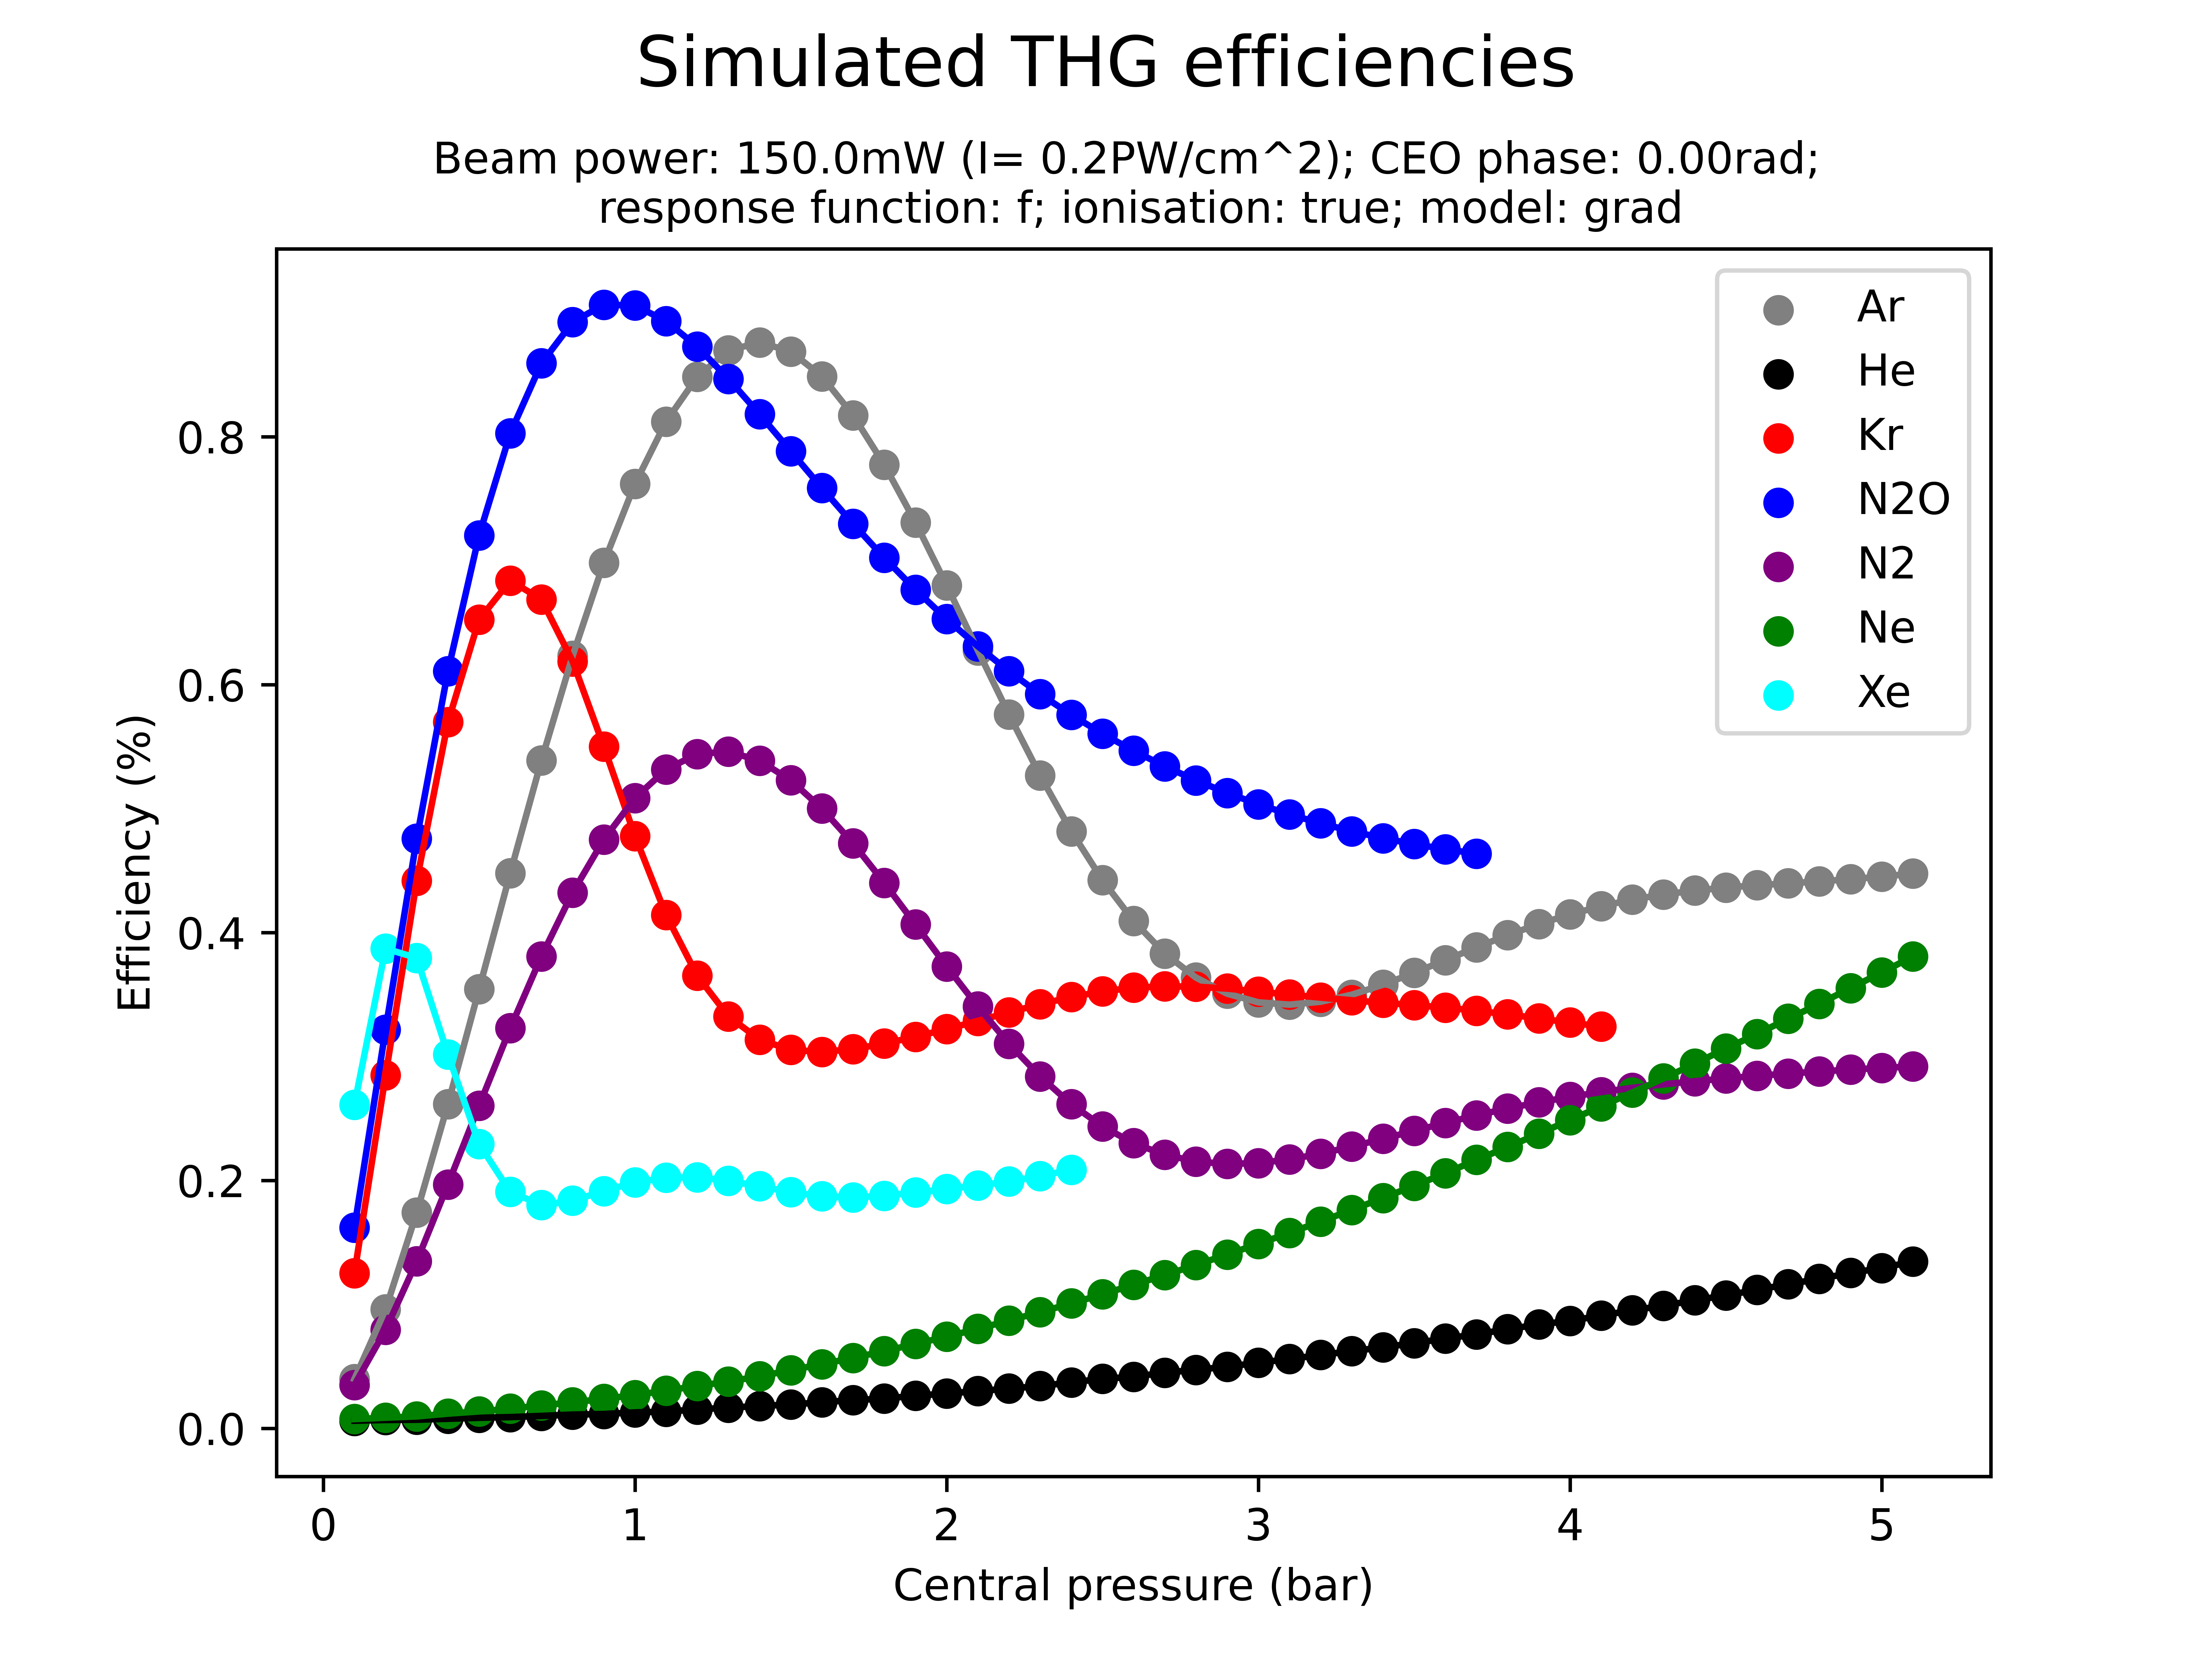 Simulated THG efficiencies
Beam power: 150.0mW (I= 0.2PW/cm^2); CEO phase: 0.00rad;
response function: f; ionisation: true; model: grad
Ar
He
Kr
N2O
N2
Ne
Xe
Efficiency (%)
0.8
0.6
0.4
0.2
0.0
0 1 2 3 4 5
Central pressure (bar)